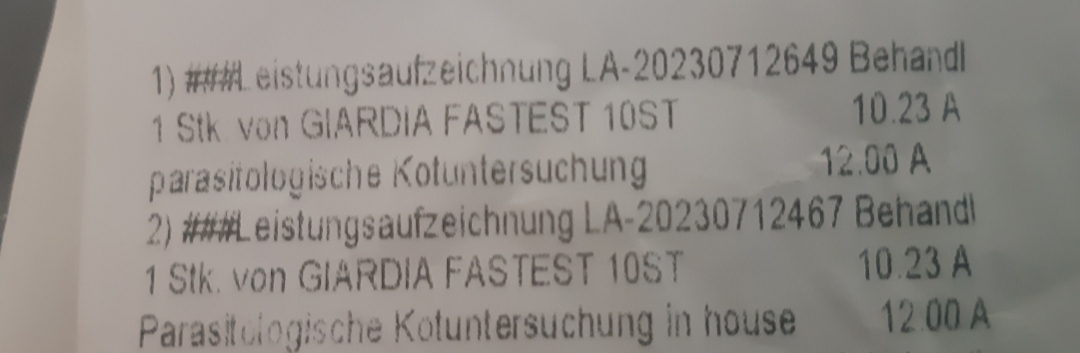 1) ###Leistungsaufzeichnung LA-20230712649 Behandl
1 Stk. von GIARDIA FASTEST 10ST 10.23 A
parasitologische Kotuntersuchung 12.00 A
2) ###Leistungsaufzeichnung LA-20230712467 Behandl
1 Stk. von GIARDIA FASTEST 10ST 10.23 A
Parasitologische Kotuntersuchung in house 12.00 A